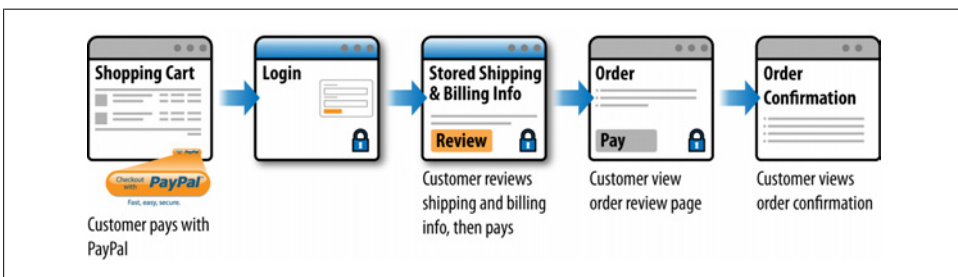 Shopping Cart
Login
Stored Shipping
& Billing Info
Review
Order
Pay
Order
Confirmation
Checkout
with PayPal
Fast, easy, secure.
Customer pays with
PayPal
Customer reviews
shipping and billing
info, then pays
Customer view
order review page
Customer views
order confirmation